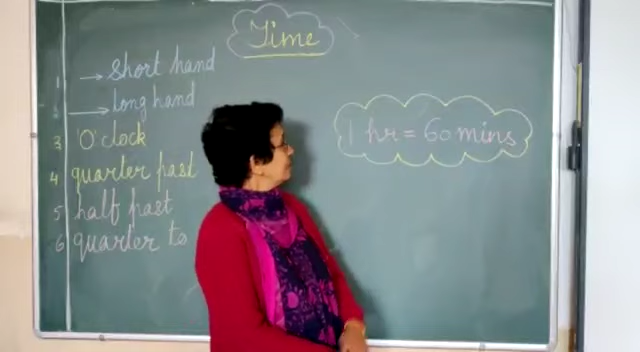 Time
1 → Short hand
2 → long hand
3 'O' clock
4 quarter past
5 half past
6 quarter to
1 hr = 60 mins